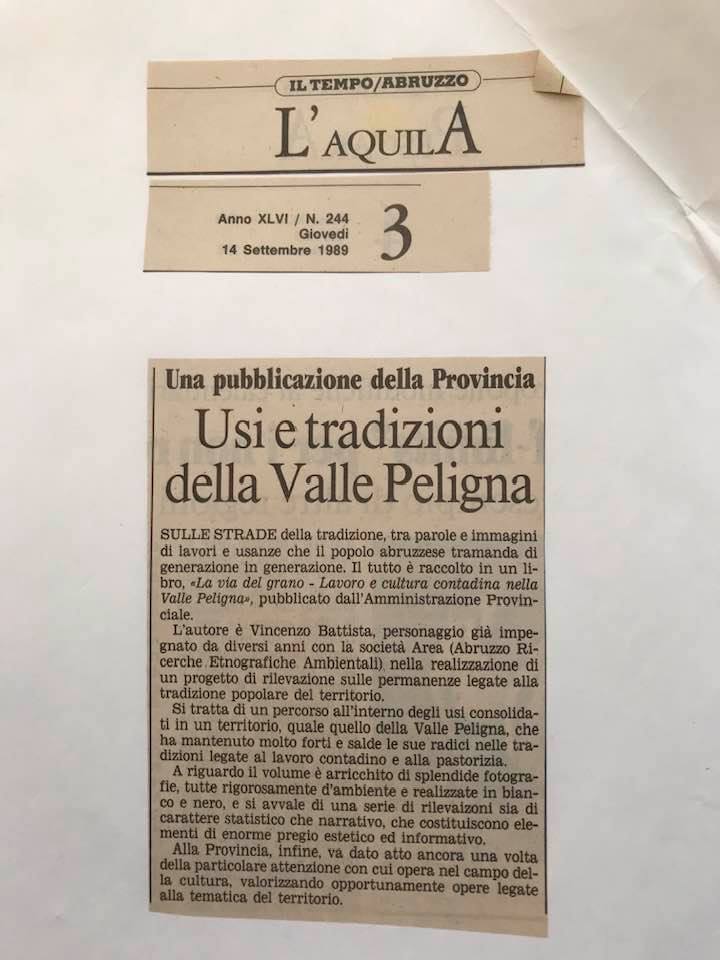 IL TEMPO/ABRUZZO
L'AQUILA
Anno XLVI / N. 244
Giovedì
14 Settembre 1989
3
Una pubblicazione della Provincia
Usi e tradizioni
della Valle Peligna
SULLE STRADE della tradizione, tra parole e immagini
di lavori e usanze che il popolo abruzzese tramanda di
generazione in generazione. Il tutto è raccolto in un li-
bro, «La via del grano - Lavoro e cultura contadina nella
Valle Peligna», pubblicato dall'Amministrazione Provin-
ciale.
L'autore è Vincenzo Battista, personaggio già impe-
gnato da diversi anni con la società Area (Abruzzo Ri-
cerche Etnografiche Ambientali) nella realizzazione di
un progetto di rilevazione sulle permanenze legate alla
tradizione popolare del territorio.
Si tratta di un percorso all'interno degli usi consolida-
ti in un territorio, quale quello della Valle Peligna, che
ha mantenuto molto forti e salde le sue radici nelle tra-
dizioni legate al lavoro contadino e alla pastorizia.
A riguardo il volume è arricchito di splendide fotogra-
fie, tutte rigorosamente d'ambiente e realizzate in bian-
co e nero, e si avvale di una serie di rilevaizoni sia di
carattere statistico che narrativo, che costituiscono ele-
menti di enorme pregio estetico ed informativo.
Alla Provincia, infine, va dato atto ancora una volta
della particolare attenzione con cui opera nel campo del-
la cultura, valorizzando opportunamente opere legate
alla tematica del territorio.